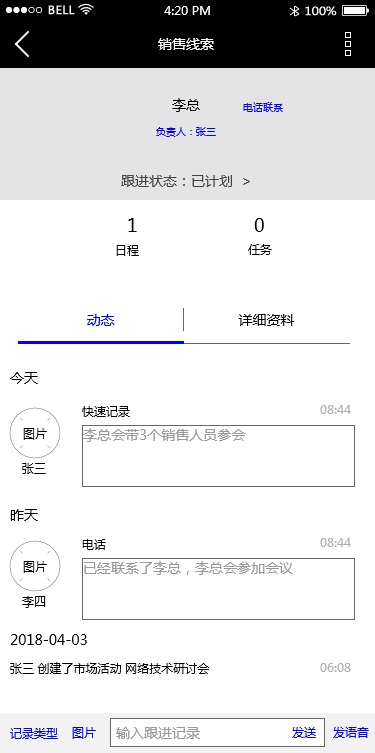 BELL 4:20 PM 100%
销售线索
李总 电话联系
负责人：张三
跟进状态：已计划 >
1 0
日程 任务
动态 详细资料
今天
快速记录 08:44
图片
李总会带3个销售人员参会
张三
昨天
电话 08:44
图片
已经联系了李总，李总会参加会议
李四
2018-04-03
张三 创建了市场活动 网络技术研讨会 06:08
记录类型 图片 输入跟进记录 发送 发语音